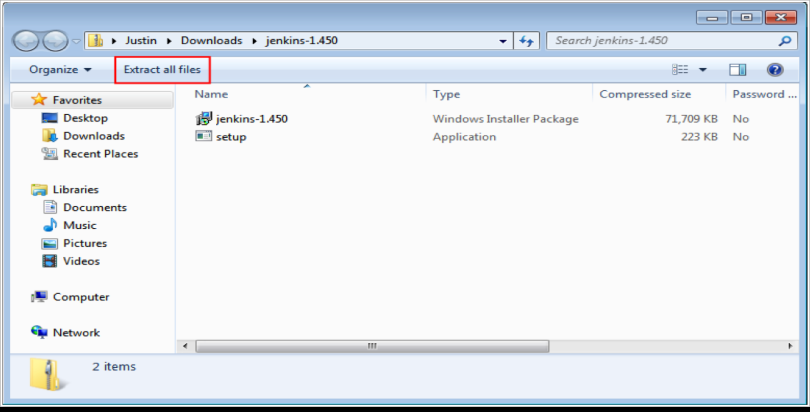 Justin Downloads jenkins-1.450 Search jenkins-1.450
Organize Extract all files
Favorites
Desktop
Downloads
Recent Places
Libraries
Documents
Music
Pictures
Videos
Computer
Network
Name Type Compressed size Password ...
jenkins-1.450 Windows Installer Package 71,709 KB No
setup Application 223 KB No
2 items